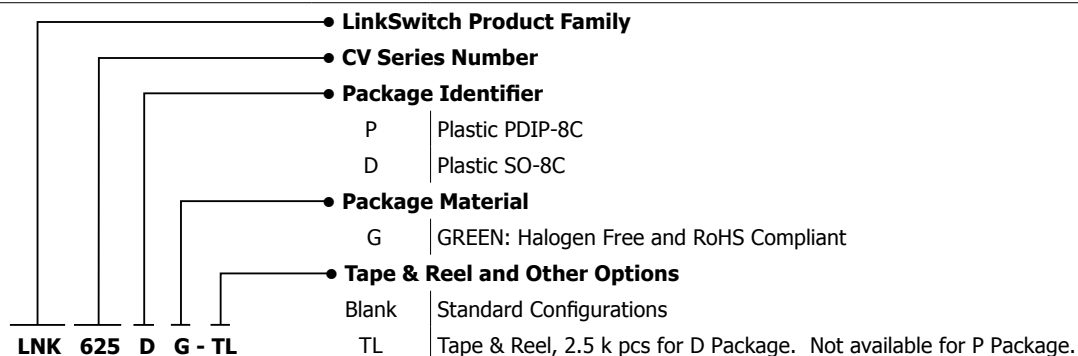 LinkSwitch Product Family
CV Series Number
Package Identifier
P Plastic PDIP-8C
D Plastic SO-8C
Package Material
G GREEN: Halogen Free and RoHS Compliant
Tape & Reel and Other Options
Blank Standard Configurations
LNK 625 D G - TL TL Tape & Reel, 2.5 k pcs for D Package. Not available for P Package.